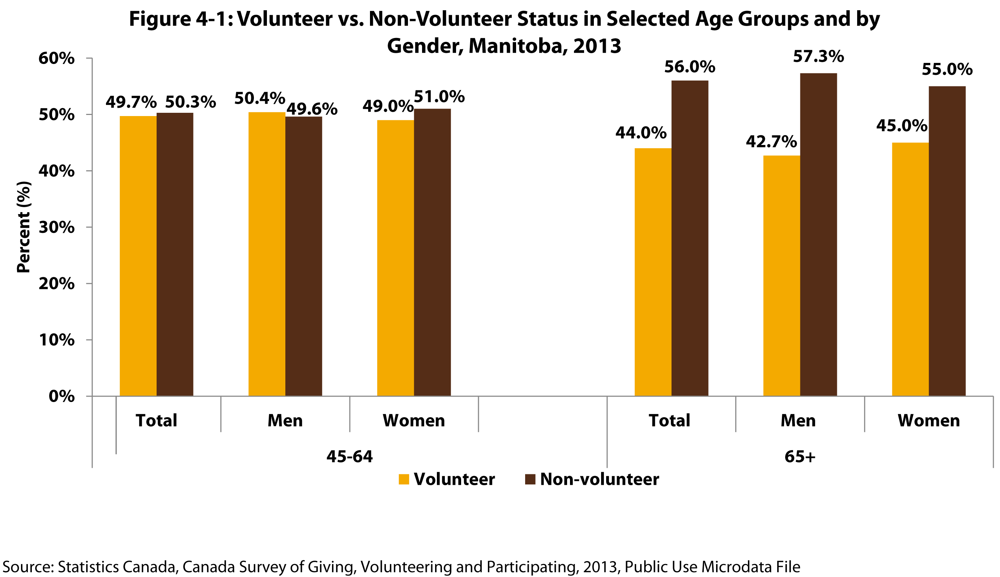 Figure 4-1: Volunteer vs. Non-Volunteer Status in Selected Age Groups and by
Gender, Manitoba, 2013
Percent (%)
60%
50%
40%
30%
20%
10%
0%
49.7%
50.3%
50.4%
49.6%
49.0%
51.0%
44.0%
56.0%
42.7%
57.3%
45.0%
55.0%
Total
Men
Women
Total
Men
Women
45-64
65+
Volunteer
Non-volunteer
Source: Statistics Canada, Canada Survey of Giving, Volunteering and Participating, 2013, Public Use Microdata File